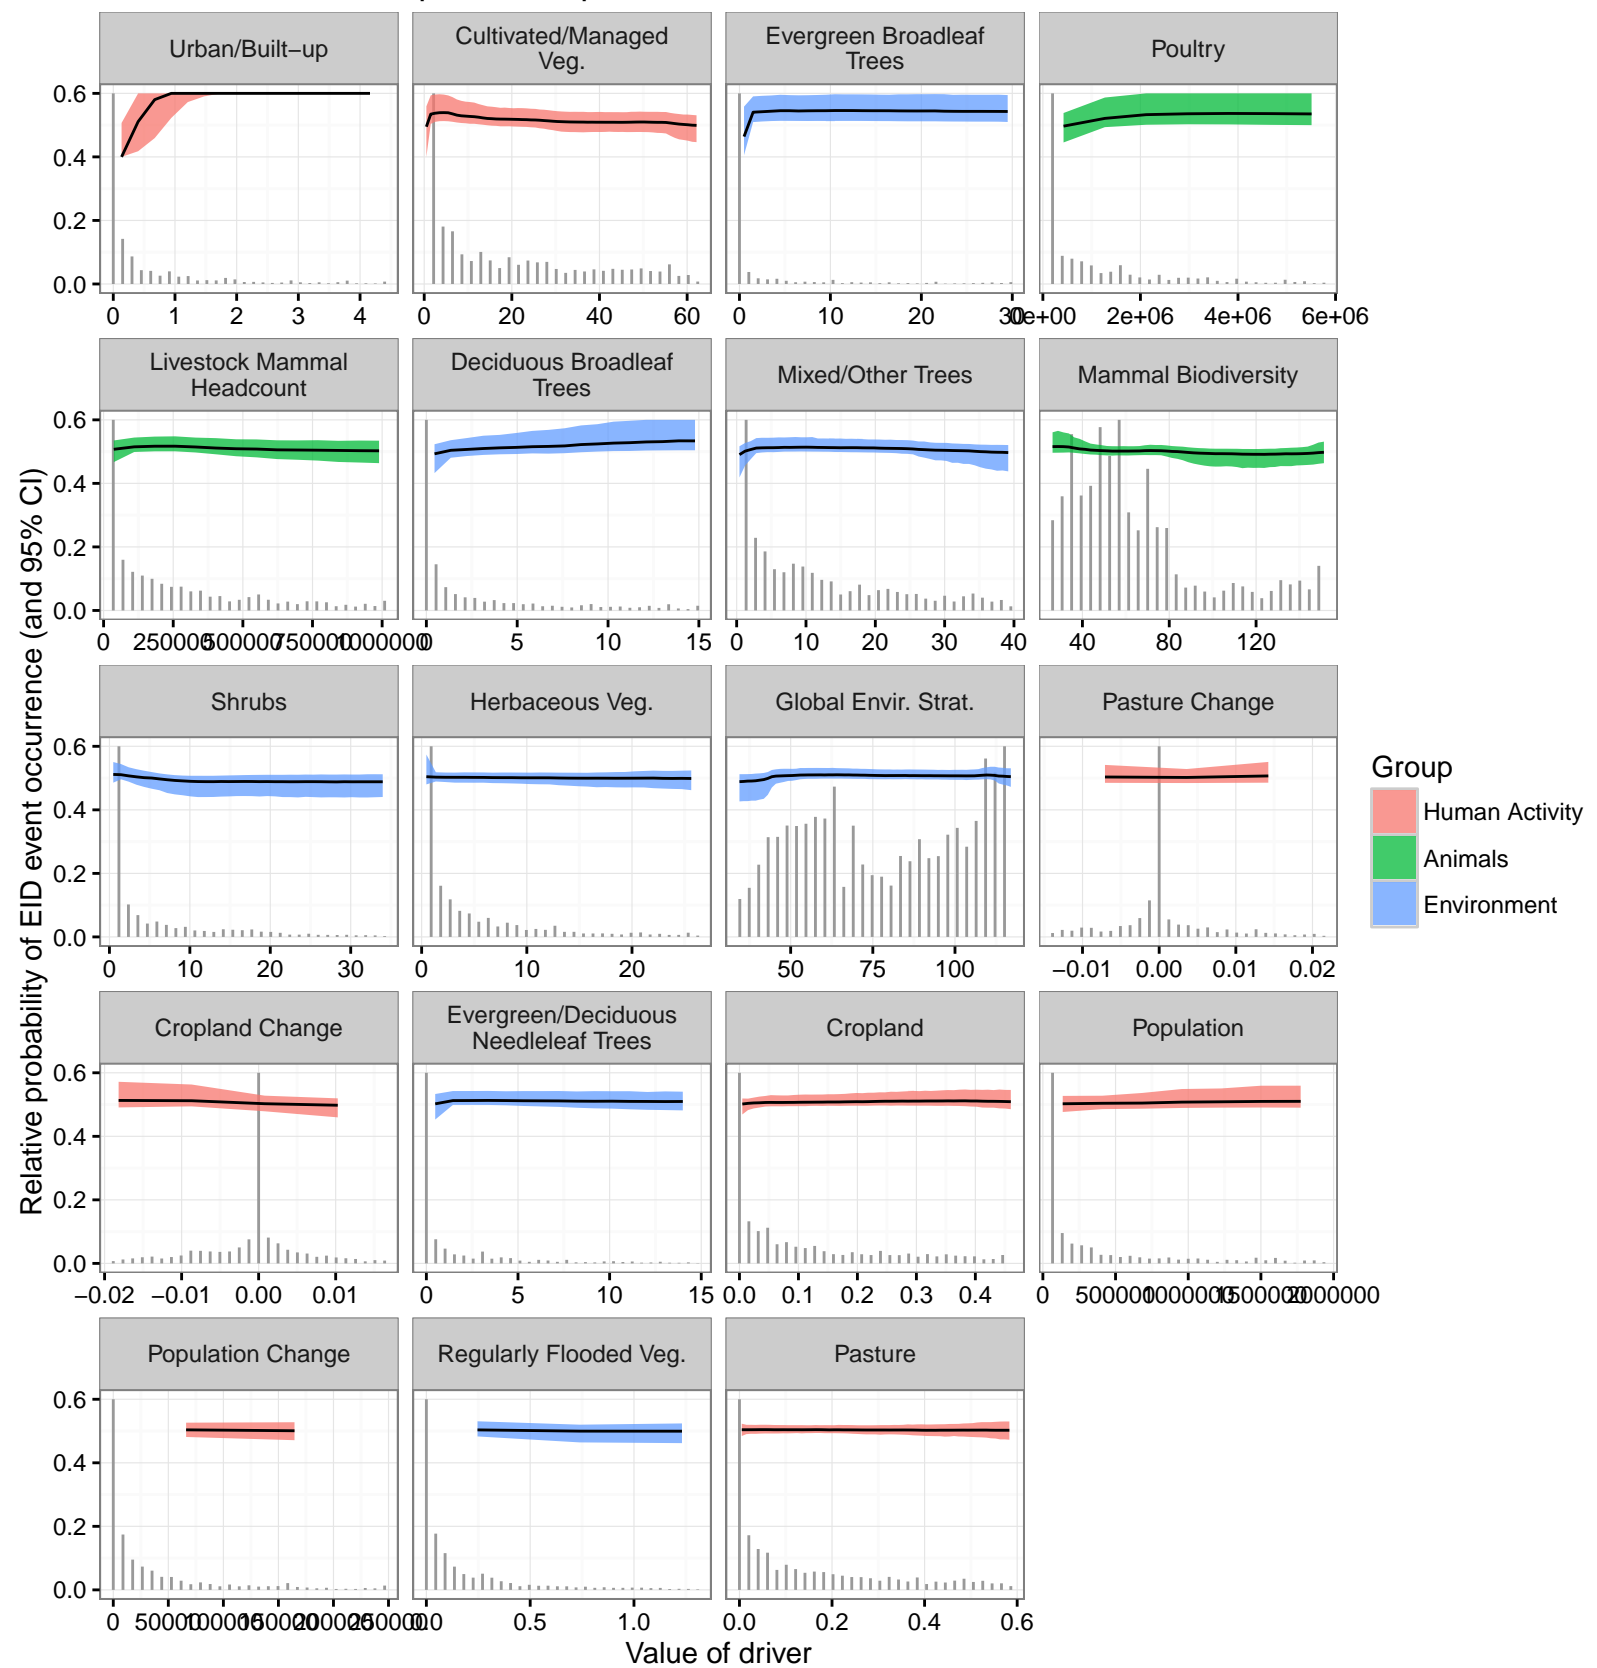 Urban/Built−up
Cultivated/Managed
Veg.
Evergreen Broadleaf
Trees
Poultry
0.6
0.4
0.2
0.0
0 1 2 3 4
0 20 40 60
0 10 20 30
0e+00 2e+06 4e+06 6e+06
Livestock Mammal
Headcount
Deciduous Broadleaf
Trees
Mixed/Other Trees
Mammal Biodiversity
0.6
0.4
0.2
0.0
0 250000 500000 750000 1000000
0 5 10 15
0 10 20 30 40
40 80 120
Shrubs
Herbaceous Veg.
Global Envir. Strat.
Pasture Change
0.6
0.4
0.2
0.0
0 10 20 30
0 10 20
50 75 100
−0.01 0.00 0.01 0.02
Cropland Change
Evergreen/Deciduous
Needleleaf Trees
Cropland
Population
0.6
0.4
0.2
0.0
−0.02 −0.01 0.00 0.01
0 5 10 15
0.0 0.1 0.2 0.3 0.4
0 500000 1000000 1500000 2000000
Population Change
Regularly Flooded Veg.
Pasture
0.6
0.4
0.2
0.0
0 50000 100000 150000 200000 250000
0.0 0.5 1.0
0.0 0.2 0.4 0.6
Value of driver
Relative probability of EID event occurrence (and 95% CI)
Group
Human Activity
Animals
Environment